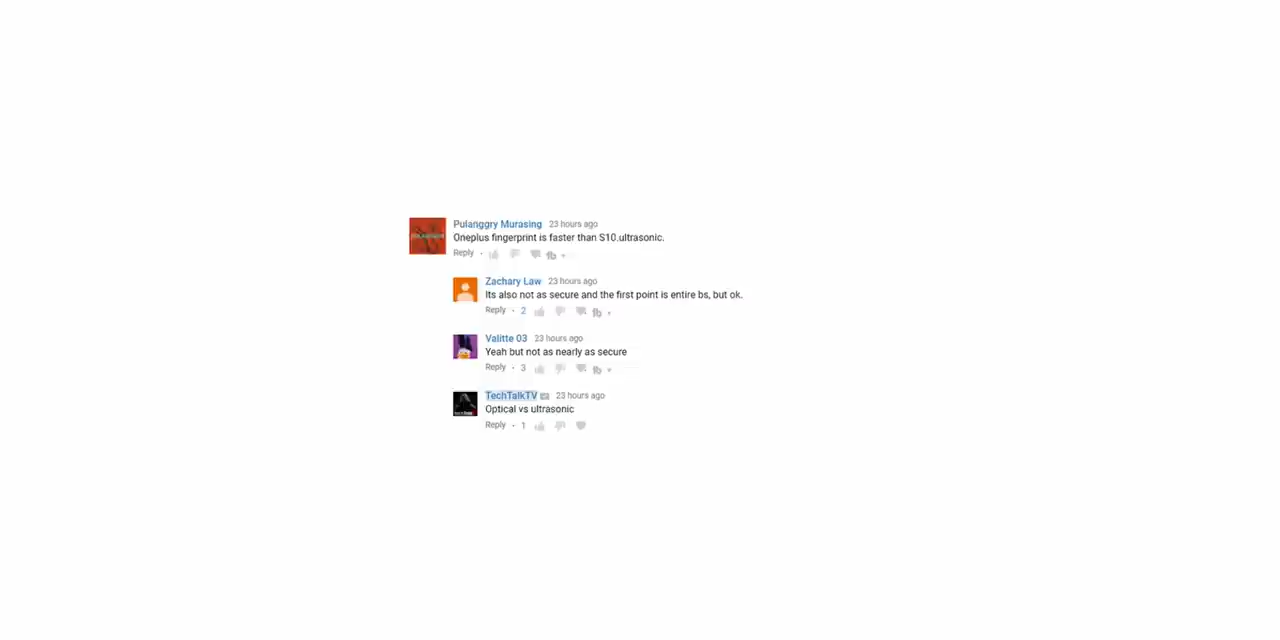 Pulanggry Murasing 23 hours ago
Oneplus fingerprint is faster than S10.ultrasonic.
Reply ·
Zachary Law 23 hours ago
Its also not as secure and the first point is entire bs, but ok.
Reply · 2
Valitte 03 23 hours ago
Yeah but not as nearly as secure
Reply · 3
TechTalkTV 23 hours ago
Optical vs ultrasonic
Reply · 1